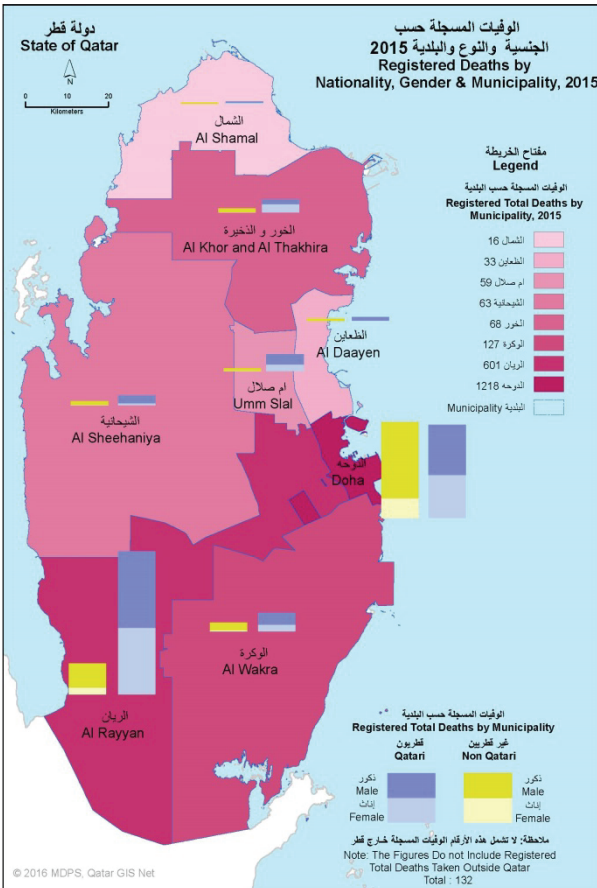 دولة قطر
State of Qatar
N
0 10 20
Kilometers
الوفيات المسجلة حسب
الجنسية والنوع والبلدية 2015
Registered Deaths by
Nationality, Gender & Municipality, 2015
مفتاح الخريطة
Legend
الوفيات المسجلة حسب البلدية
Registered Total Deaths by
Municipality, 2015
الشمال 16
الظعاين 33
ام صلال 59
الشيحانية 63
الخور 68
الوكرة 127
الريان 601
الدوحه 1218
البلدية Municipality
الشمال
Al Shamal
الخور و الذخيرة
Al Khor and Al Thakhira
الظعاين
Al Daayen
ام صلال
Umm Slal
الشيحانية
Al Sheehaniya
الدوحه
Doha
الوكرة
Al Wakra
الريان
Al Rayyan
الوفيات المسجلة حسب البلدية **
Registered Total Deaths by Municipality
قطريون
Qatari
غير قطريين
Non Qatari
ذكور
Male
إناث
Female
ذكور
Male
إناث
Female
ملاحظة: لا تشمل هذه الأرقام الوفيات المسجلة خارج قطر
Note: The Figures Do not Include Registered
Total Deaths Taken Outside Qatar
Total : 132
© 2016 MDPS, Qatar GIS Net